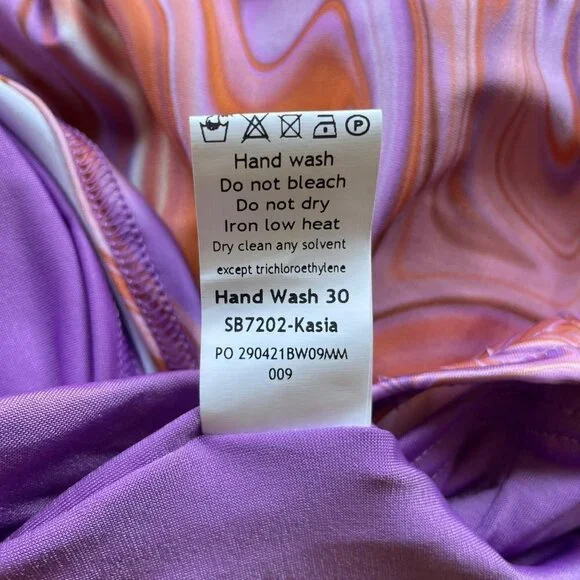 P
Hand wash
Do not bleach
Do not dry
Iron low heat
Dry clean any solvent
except trichloroethylene
Hand Wash 30
SB7202-Kasia
PO 290421BW09MM
009